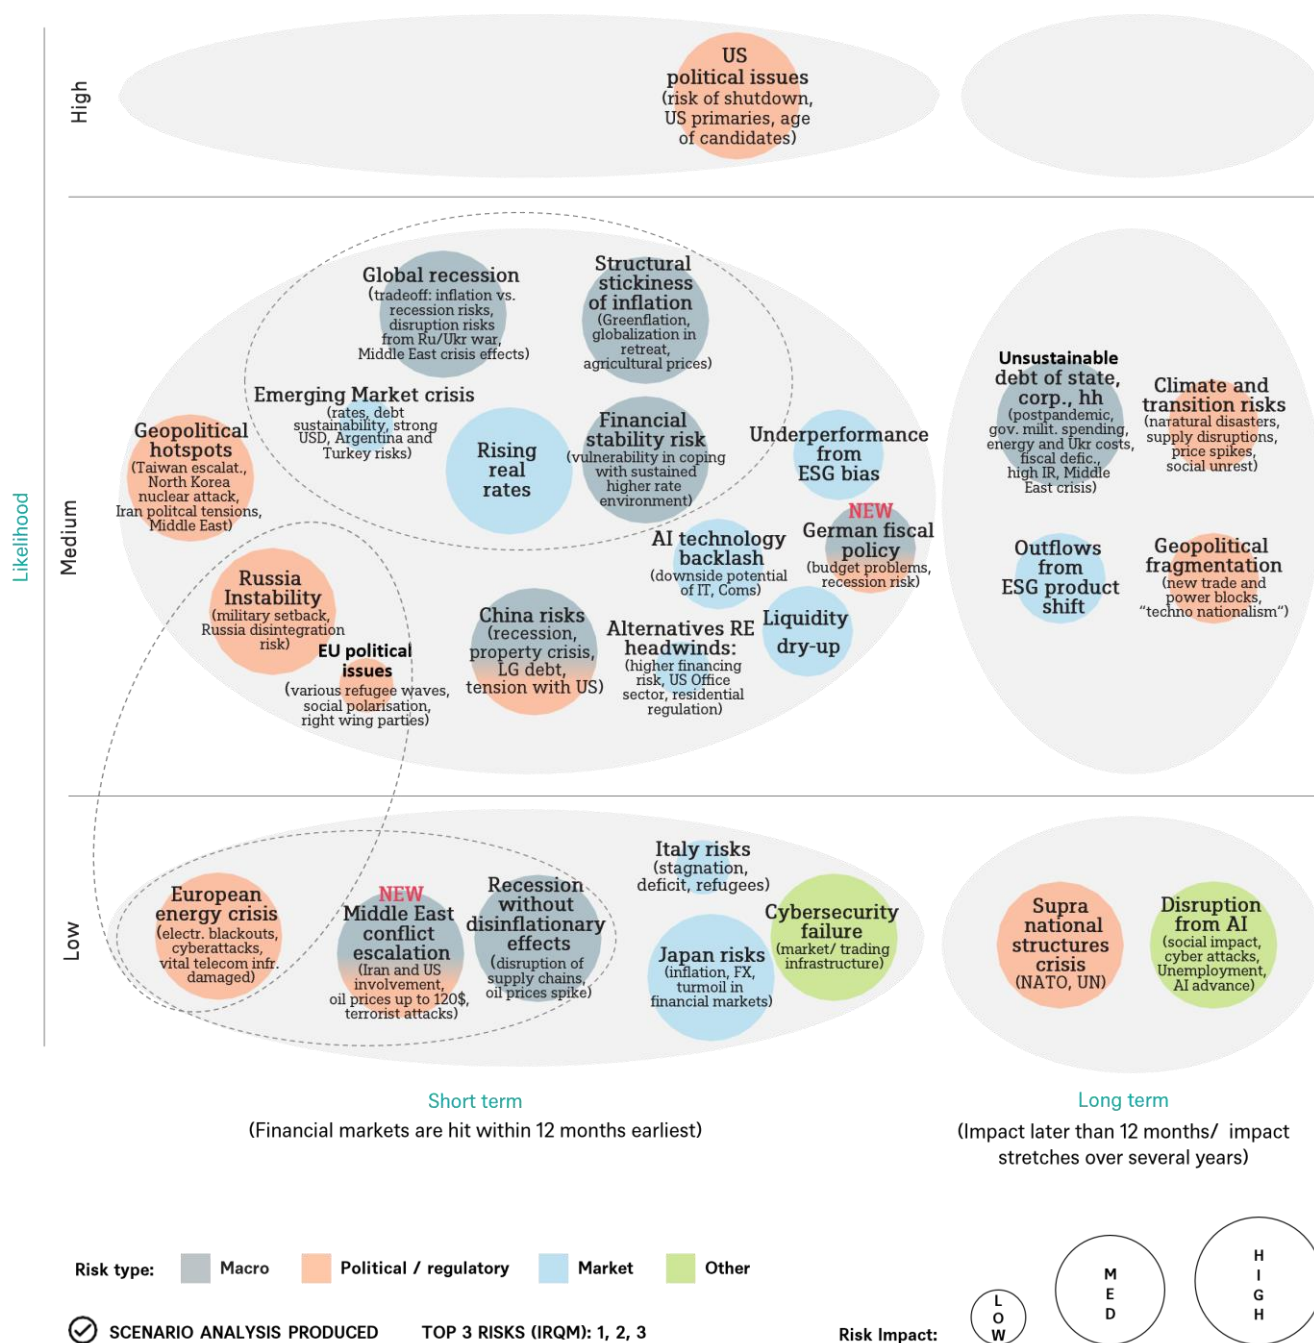 High
US
political issues
(risk of shutdown,
US primaries, age
of candidates)
Likelihood
Medium
Global recession
(tradeoff: inflation vs.
recession risks,
disruption risks
from Ru/Ukr war,
Middle East crisis effects)
Structural
stickiness
of inflation
(Greenflation,
globalization in
retreat,
agricultural prices)
Emerging Market crisis
(rates, debt
sustainability, strong
USD, Argentina and
Turkey risks)
Geopolitical
hotspots
(Taiwan escalat.,
North Korea
nuclear attack,
Iran politcal tensions,
Middle East)
Rising
real
rates
Financial
stability risk
(vulnerability in coping
with sustained
higher rate
environment)
Underperformance
from
ESG bias
NEW
German fiscal
policy
(budget problems,
recession risk)
AI technology
backlash
(downside potential
of IT, Coms)
Russia
Instability
(military setback,
Russia disintegration
risk)
EU political
issues
(various refugee waves,
social polarisation,
right wing parties)
China risks
(recession,
property crisis,
LG debt,
tension with US)
Alternatives RE
headwinds:
(higher financing
risk, US Office
sector, residential
regulation)
Liquidity
dry-up
Unsustainable
debt of state,
corp., hh
(postpandemic,
gov. milit. spending,
energy and Ukr costs,
fiscal defic.,
high IR, Middle
East crisis)
Climate and
transition risks
(naratural disasters,
supply disruptions,
price spikes,
social unrest)
Outflows
from
ESG product
shift
Geopolitical
fragmentation
(new trade and
power blocks,
“techno nationalism“)
Low
European
energy crisis
(electr. blackouts,
cyberattacks,
vital telecom infr.
damaged)
NEW
Middle East
conflict
escalation
(Iran and US
involvement,
oil prices up to 120$,
terrorist attacks)
Recession
without
disinflationary
effects
(disruption of
supply chains,
oil prices spike)
Italy risks
(stagnation,
deficit, refugees)
Japan risks
(inflation, FX,
turmoil in
financial markets)
Cybersecurity
failure
(market/ trading
infrastructure)
Supra
national
structures
crisis
(NATO, UN)
Disruption
from AI
(social impact,
cyber attacks,
Unemployment,
AI advance)
Short term
(Financial markets are hit within 12 months earliest)
Long term
(Impact later than 12 months/ impact
stretches over several years)
Risk type:
Macro
Political / regulatory
Market
Other
SCENARIO ANALYSIS PRODUCED
TOP 3 RISKS (IRQM): 1, 2, 3
Risk Impact:
LOW
MED
HIGH